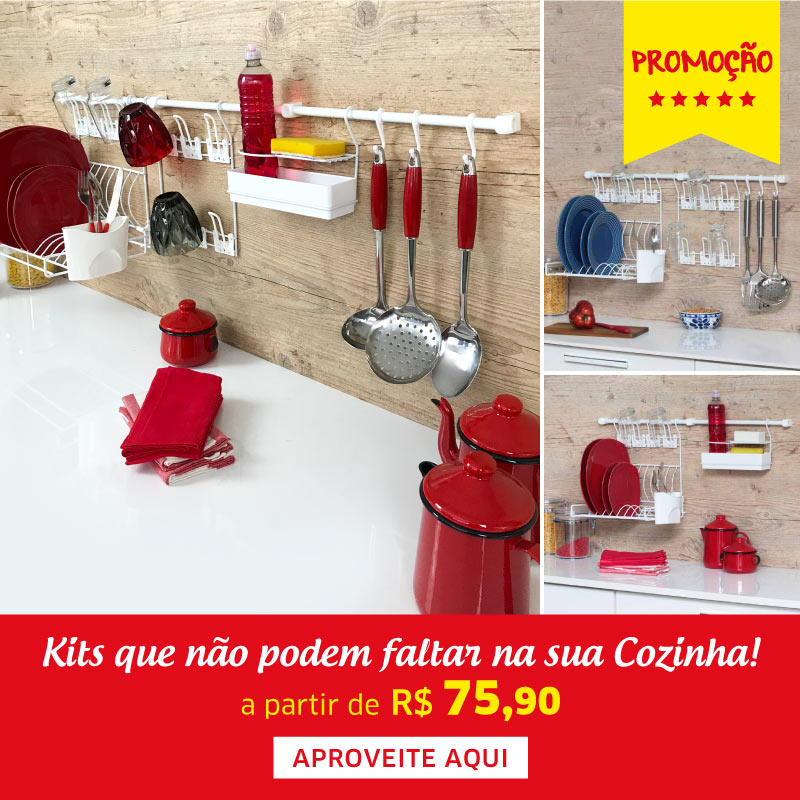 PROMOÇÃO
Kits que não podem faltar na sua Cozinha!
a partir de R$ 75,90
APROVEITE AQUI